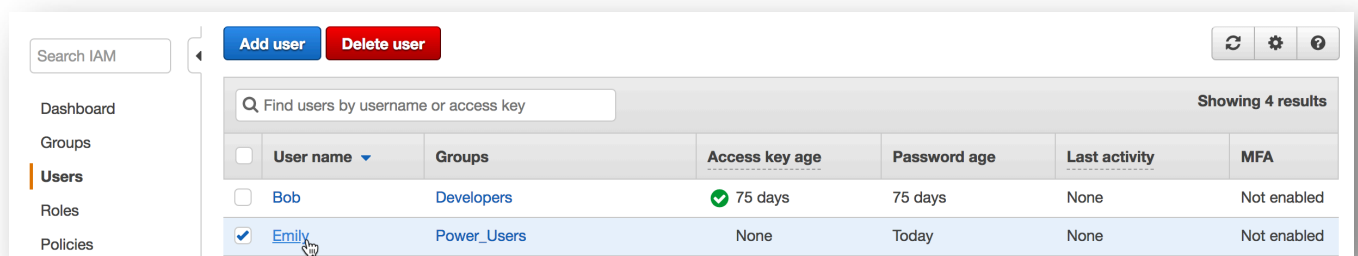 Search IAM
Add user
Delete user
Dashboard
Groups
Users
Roles
Policies
Find users by username or access key
Showing 4 results
User name Groups Access key age Password age Last activity MFA
Bob Developers 75 days 75 days None Not enabled
Emily Power_Users None Today None Not enabled